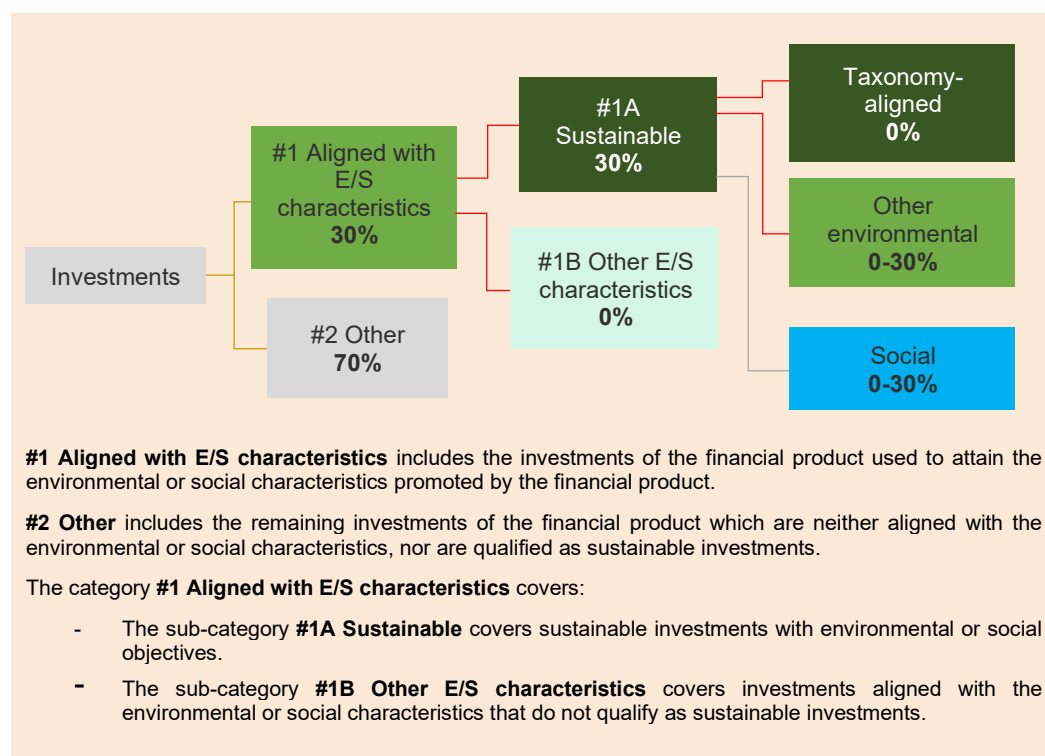 Investments
#1 Aligned with
E/S
characteristics
30%
#2 Other
70%
#1A
Sustainable
30%
#1B Other E/S
characteristics
0%
Taxonomy-
aligned
0%
Other
environmental
0-30%
Social
0-30%
#1 Aligned with E/S characteristics includes the investments of the financial product used to attain the
environmental or social characteristics promoted by the financial product.
#2 Other includes the remaining investments of the financial product which are neither aligned with the
environmental or social characteristics, nor are qualified as sustainable investments.
The category #1 Aligned with E/S characteristics covers:
- The sub-category #1A Sustainable covers sustainable investments with environmental or social
objectives.
- The sub-category #1B Other E/S characteristics covers investments aligned with the
environmental or social characteristics that do not qualify as sustainable investments.